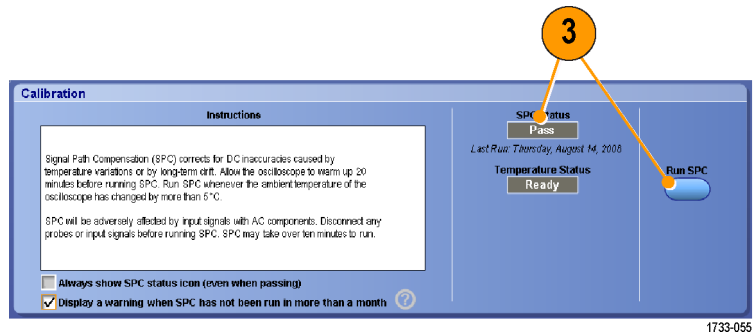 3
Calibration
Instructions
Signal Path Compensation (SPC) corrects for DC inaccuracies caused by
temperature variations or by long-term drift. Allow the oscilloscope to warm up 20
minutes before running SPC. Run SPC whenever the ambient temperature of the
oscilloscope has changed by more than 5 °C.
SPC will be adversely affected by input signals with AC components. Disconnect any
probes or input signals before running SPC. SPC may take over ten minutes to run.
Always show SPC status icon (even when passing)
Display a warning when SPC has not been run in more than a month
?
SPC Status
Pass
Last Run: Thursday, August 14, 2008
Temperature Status
Ready
Run SPC
1733-055